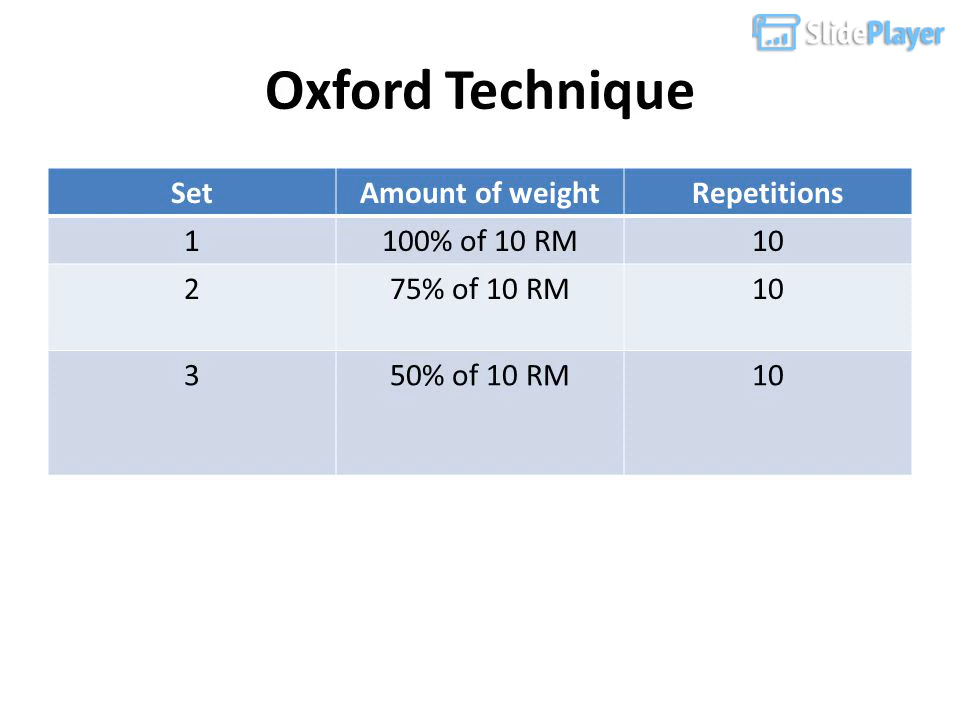 SlidePlayer
Oxford Technique
Set Amount of weight Repetitions
1 100% of 10 RM 10
2 75% of 10 RM 10
3 50% of 10 RM 10